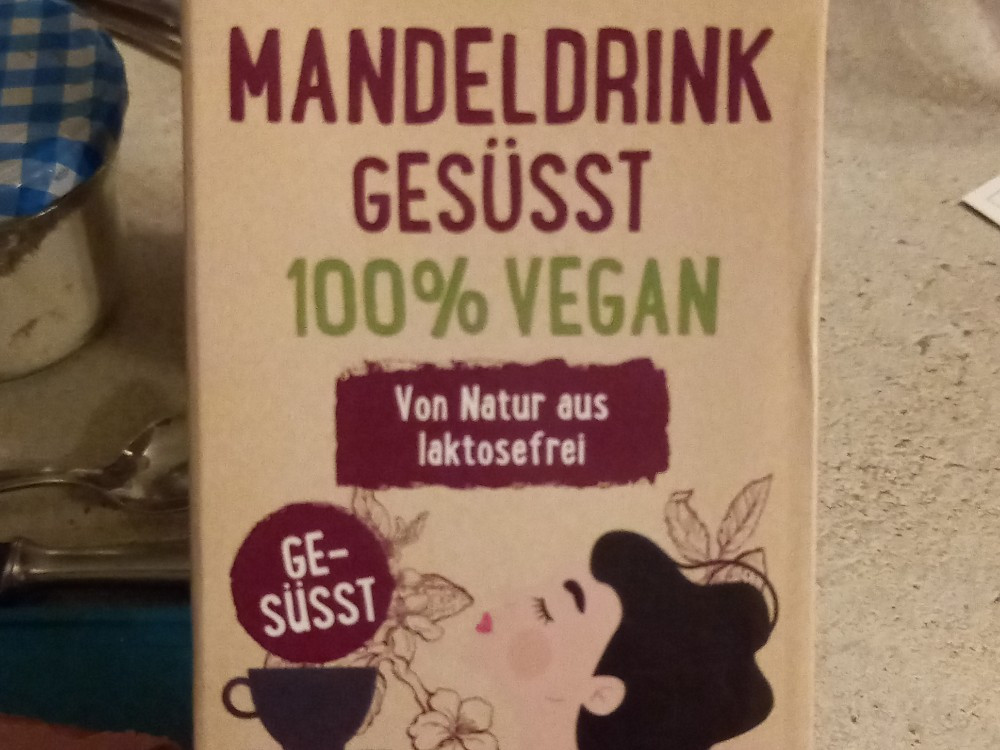 MANDELDRINK
GESÜSST
100% VEGAN
Von Natur aus
laktosefrei
GE-
SÜSST